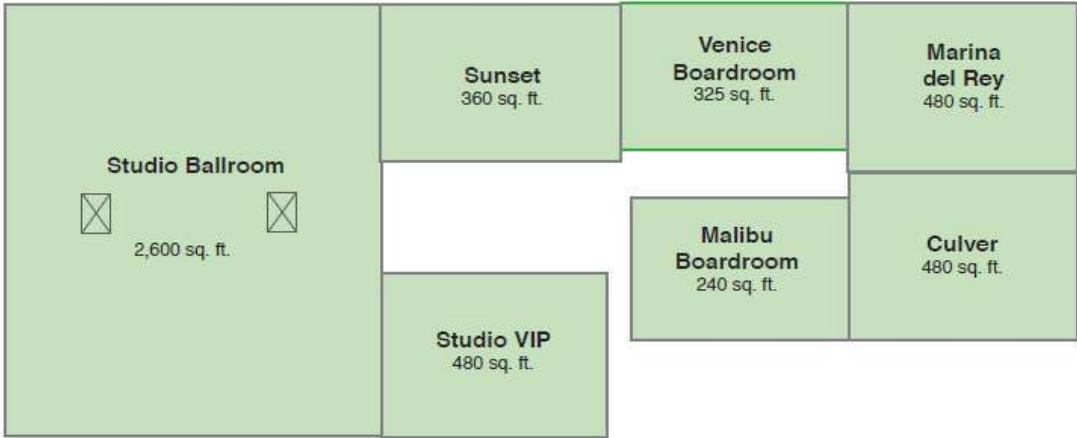 Studio Ballroom
2,600 sq. ft.
Sunset
360 sq. ft.
Venice
Boardroom
325 sq. ft.
Marina
del Rey
480 sq. ft.
Studio VIP
480 sq. ft.
Malibu
Boardroom
240 sq. ft.
Culver
480 sq. ft.